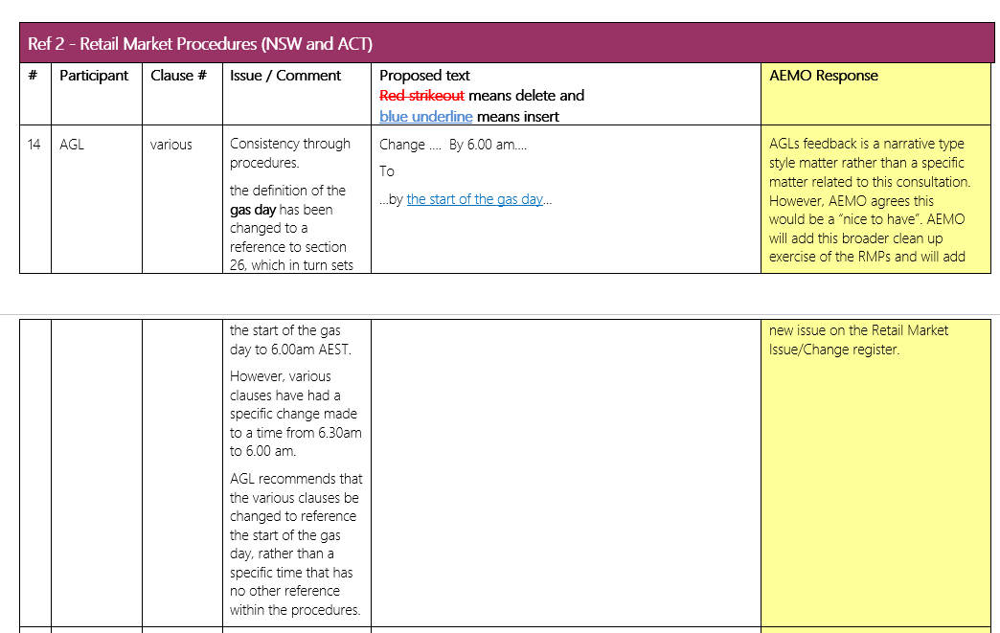 Ref 2 - Retail Market Procedures (NSW and ACT)
# Participant Clause # Issue / Comment Proposed text AEMO Response
Red strikeout means delete and
blue underline means insert
14 AGL various
Consistency through
procedures.
the definition of the
gas day has been
changed to a
reference to section
26, which in turn sets
Change .... By 6.00 am....
To
...by the start of the gas day...
AGLs feedback is a narrative type
style matter rather than a specific
matter related to this consultation.
However, AEMO agrees this
would be a “nice to have”. AEMO
will add this broader clean up
exercise of the RMPs and will add
the start of the gas
day to 6.00am AEST.
However, various
clauses have had a
specific change made
to a time from 6.30am
to 6.00 am.
AGL recommends that
the various clauses be
changed to reference
the start of the gas
day, rather than a
specific time that has
no other reference
within the procedures.
new issue on the Retail Market
Issue/Change register.